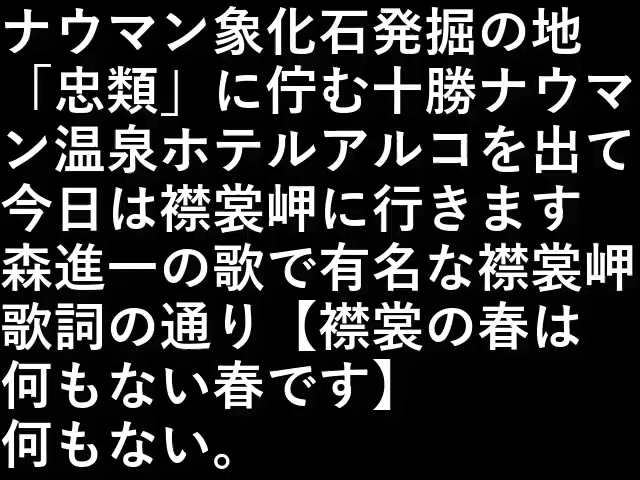 ナウマン象化石発掘の地
「忠類」に佇む十勝ナウマ
ン温泉ホテルアルコを出て
今日は襟裳岬に行きます
森進一の歌で有名な襟裳岬
歌詞の通り【襟裳の春は
何もない春です】
何もない。